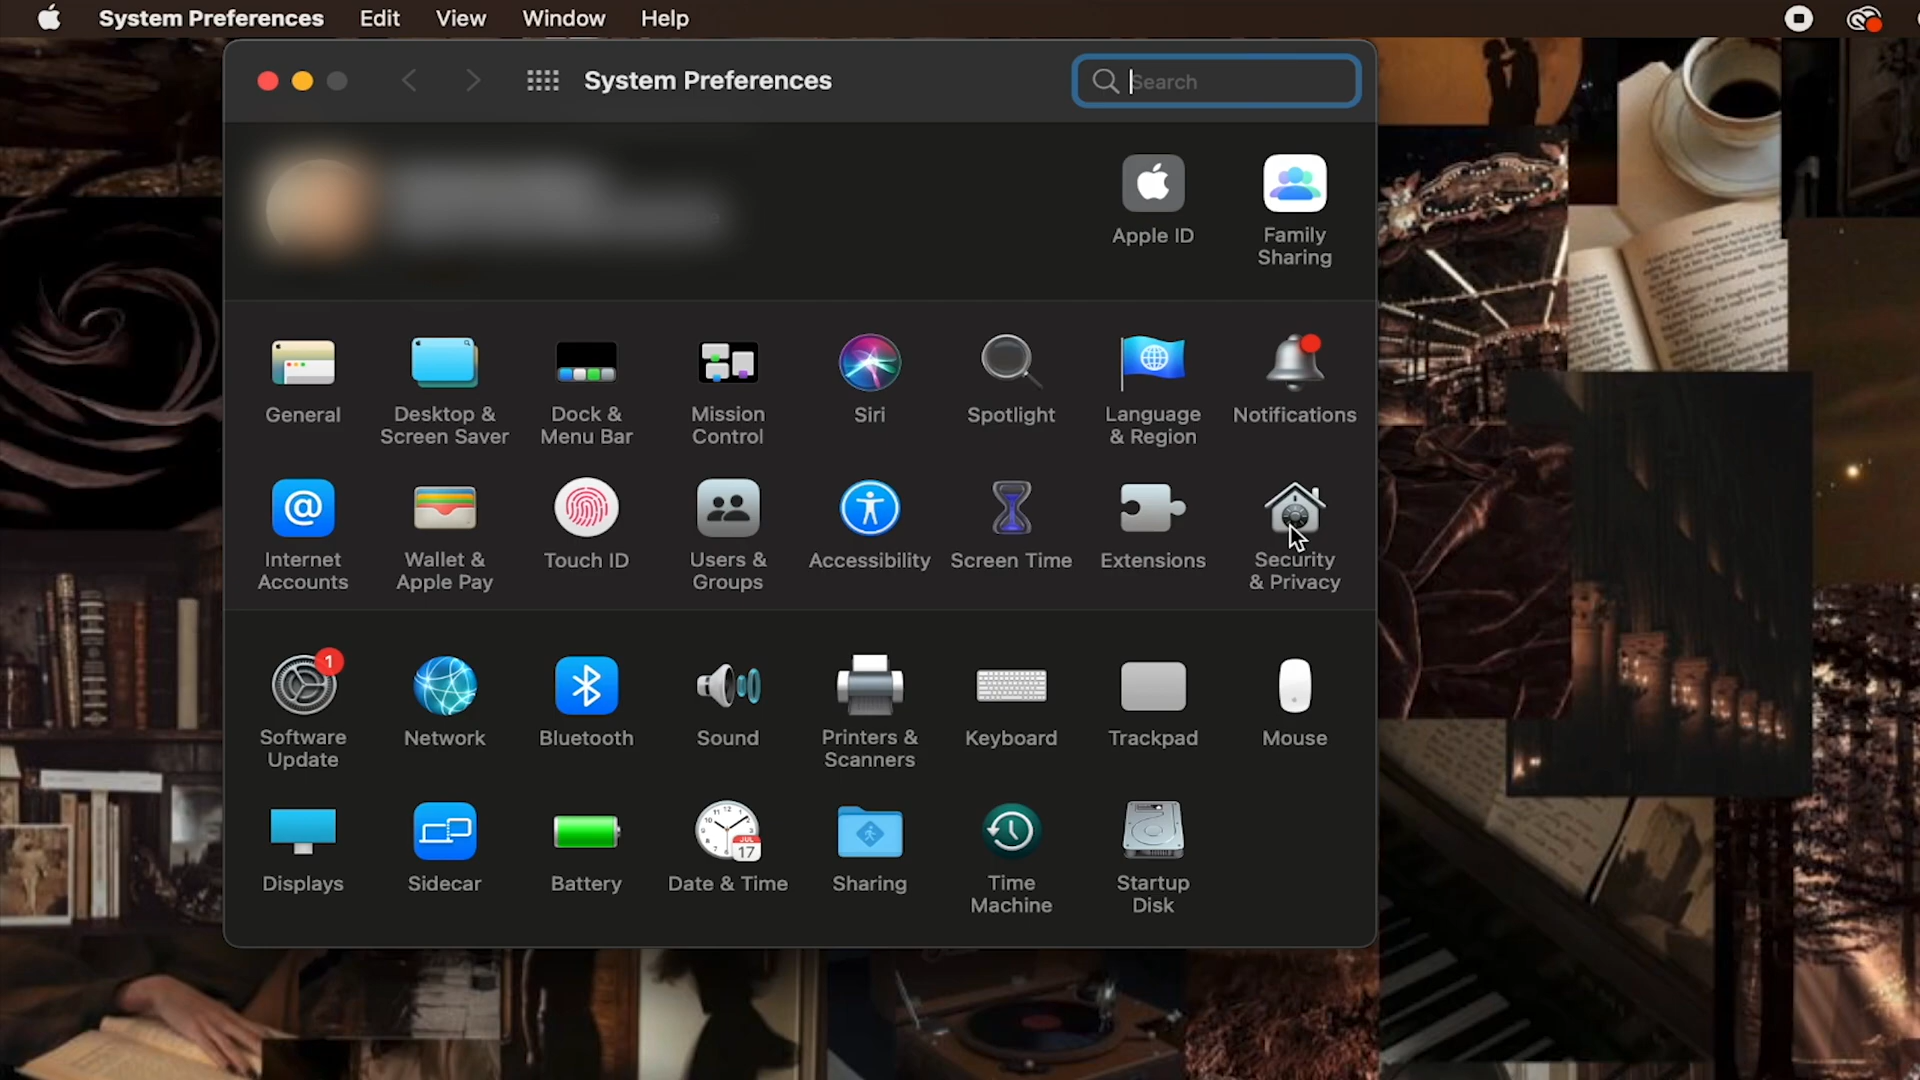 System Preferences Edit View Window Help
System Preferences
Search
Apple ID
Family
Sharing
General
Desktop &
Screen Saver
Dock &
Menu Bar
Mission
Control
Siri
Spotlight
Language
& Region
Notifications
Internet
Accounts
Wallet &
Apple Pay
Touch ID
Users &
Groups
Accessibility
Screen Time
Extensions
Security
& Privacy
1
Software
Update
Network
Bluetooth
Sound
Printers &
Scanners
Keyboard
Trackpad
Mouse
Displays
Sidecar
Battery
JUL
17
Date & Time
Sharing
Time
Machine
Startup
Disk